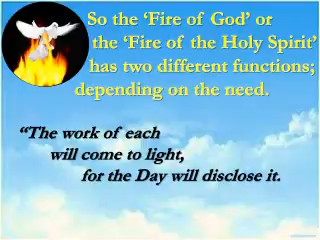 So the ‘Fire of God’ or
the ‘Fire of the Holy Spirit’
has two different functions;
depending on the need.
“The work of each
will come to light,
for the Day will disclose it.